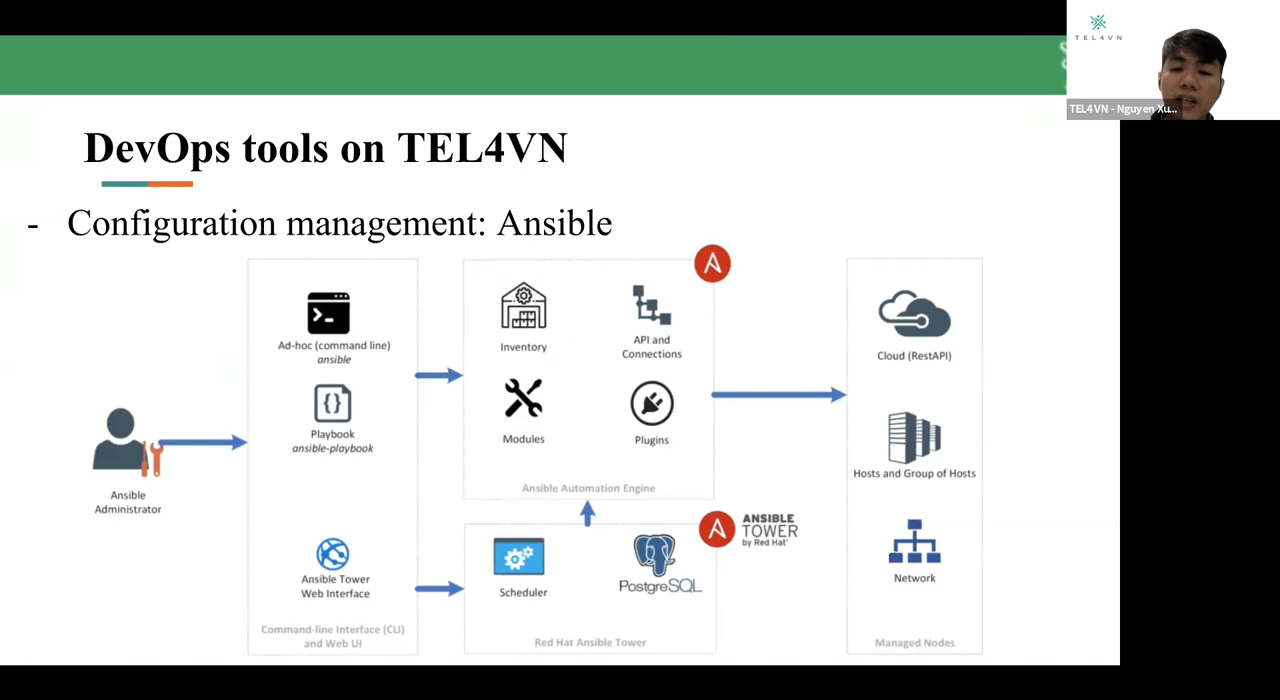 TEL4VN
TEL4VN - Nguyen Xu...
DevOps tools on TEL4VN
- Configuration management: Ansible
Ad-hoc (command line)
ansible
Playbook
ansible-playbook
Ansible Tower
Web Interface
Command-line Interface (CLI)
and Web UI
Ansible
Administrator
Inventory
API and
Connections
Modules
Plugins
Ansible Automation Engine
ANSIBLE
TOWER
by Red Hat®
Scheduler
PostgreSQL
Red Hat Ansible Tower
Cloud (RestAPI)
Hosts and Group of Hosts
Network
Managed Nodes